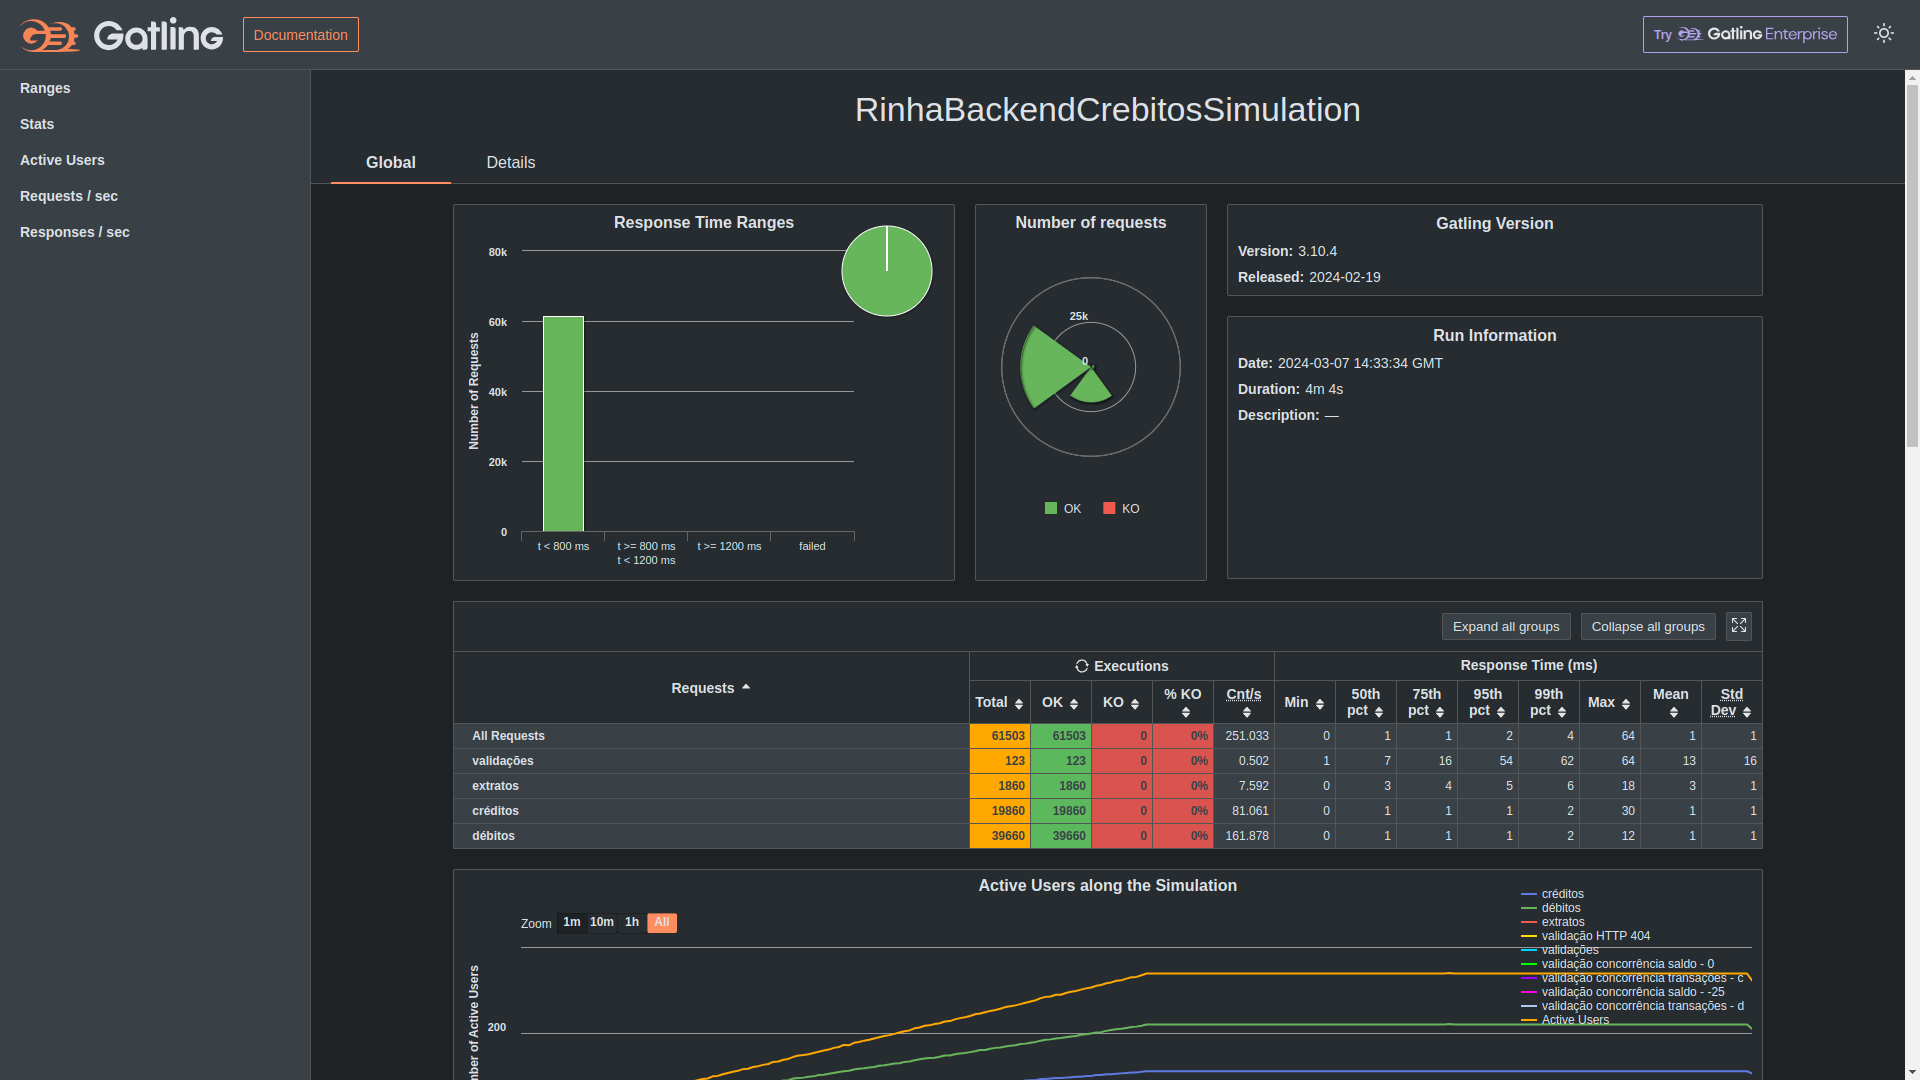 Gatling
Documentation
Try Gatling Enterprise
Ranges
Stats
Active Users
Requests / sec
Responses / sec
RinhaBackendCrebitosSimulation
Global Details
Response Time Ranges
Number of Requests
80k
60k
40k
20k
0
t < 800 ms
t >= 800 ms
t < 1200 ms
t >= 1200 ms
failed
Number of requests
25k
0
OK KO
Gatling Version
Version: 3.10.4
Released: 2024-02-19
Run Information
Date: 2024-03-07 14:33:34 GMT
Duration: 4m 4s
Description: —
Expand all groups Collapse all groups
Requests Executions Response Time (ms)
Total OK KO % KO Cnt/s Min 50th pct 75th pct 95th pct 99th pct Max Mean Std Dev
All Requests 61503 61503 0 0% 251.033 0 1 1 2 4 64 1 1
validações 123 123 0 0% 0.502 1 7 16 54 62 64 13 16
extratos 1860 1860 0 0% 7.592 0 3 4 5 6 18 3 1
créditos 19860 19860 0 0% 81.061 0 1 1 1 2 30 1 1
débitos 39660 39660 0 0% 161.878 0 1 1 1 2 12 1 1
Active Users along the Simulation
Zoom 1m 10m 1h All
mber of Active Users
200
créditos
débitos
extratos
validação HTTP 404
validações
validação concorrência saldo - 0
validação concorrência transações - c
validação concorrência saldo - -25
validação concorrência transações - d
Active Users